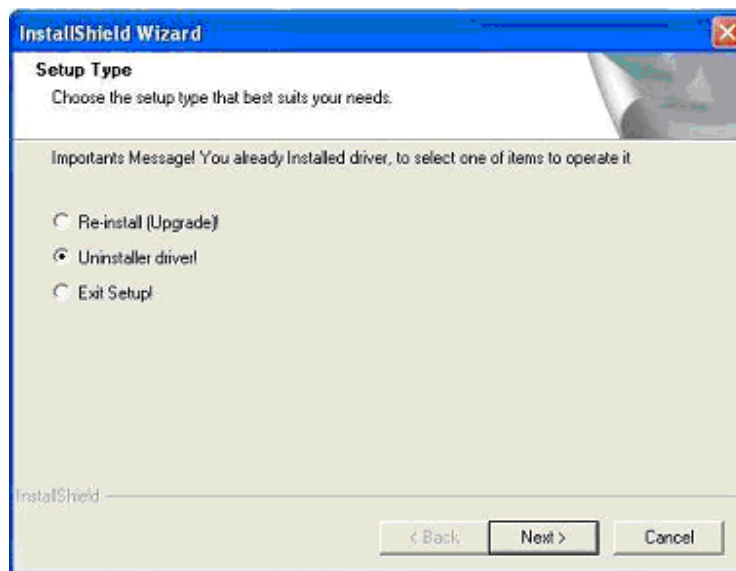 InstallShield Wizard
Setup Type
Choose the setup type that best suits your needs.
Importants Message! You already Installed driver, to select one of items to operate it
Re-install (Upgrade)!
Uninstaller driver!
Exit Setup!
InstallShield
< Back
Next >
Cancel